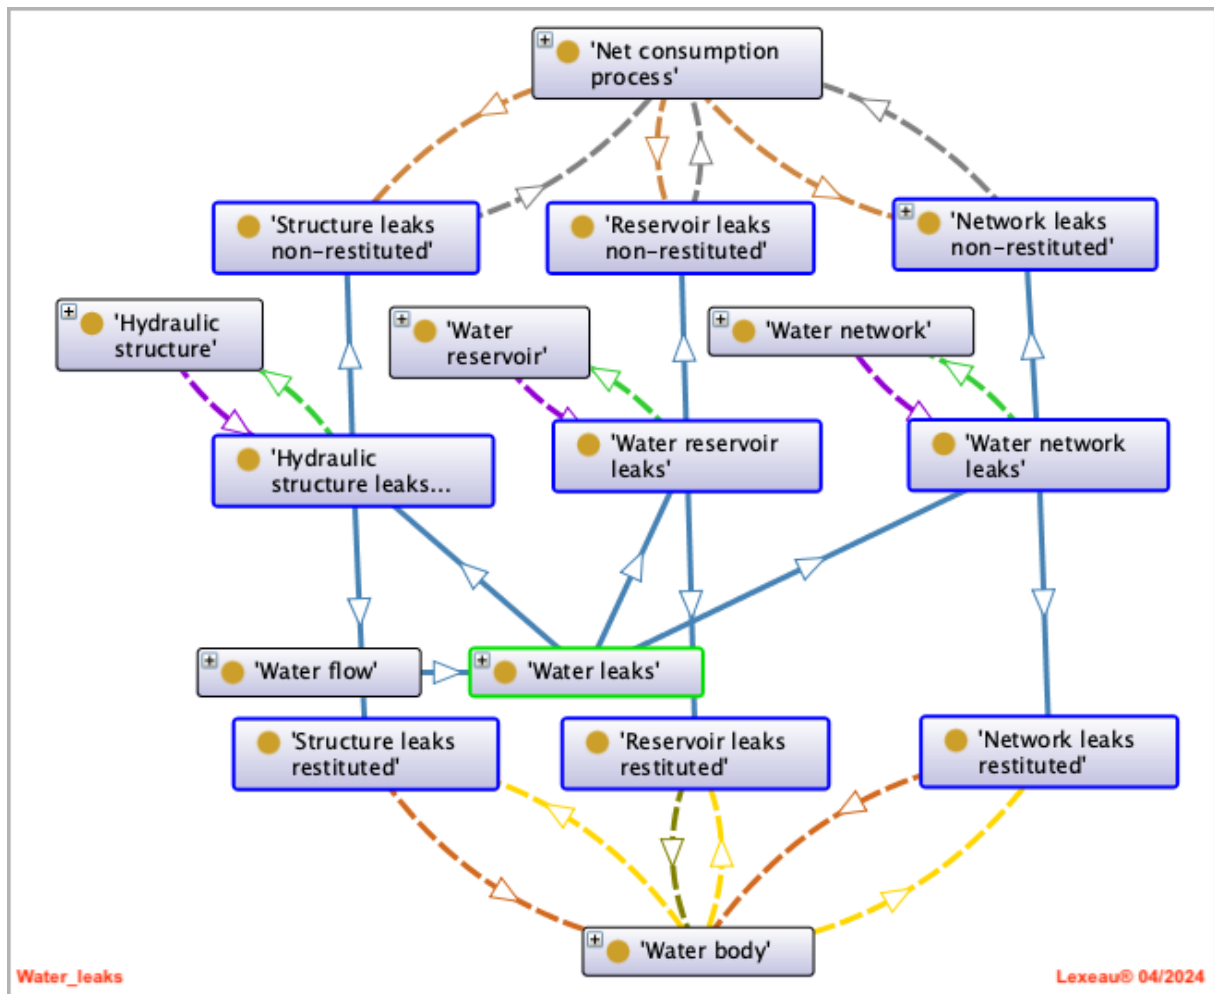 'Net consumption
process'
'Structure leaks
non-restituted'
'Reservoir leaks
non-restituted'
'Network leaks
non-restituted'
'Hydraulic
structure'
'Water
reservoir'
'Water network'
'Hydraulic
structure leaks...
'Water reservoir
leaks'
'Water network
leaks'
'Water flow'
'Water leaks'
'Structure leaks
restituted'
'Reservoir leaks
restituted'
'Network leaks
restituted'
'Water body'
Water_leaks
Lexeau® 04/2024